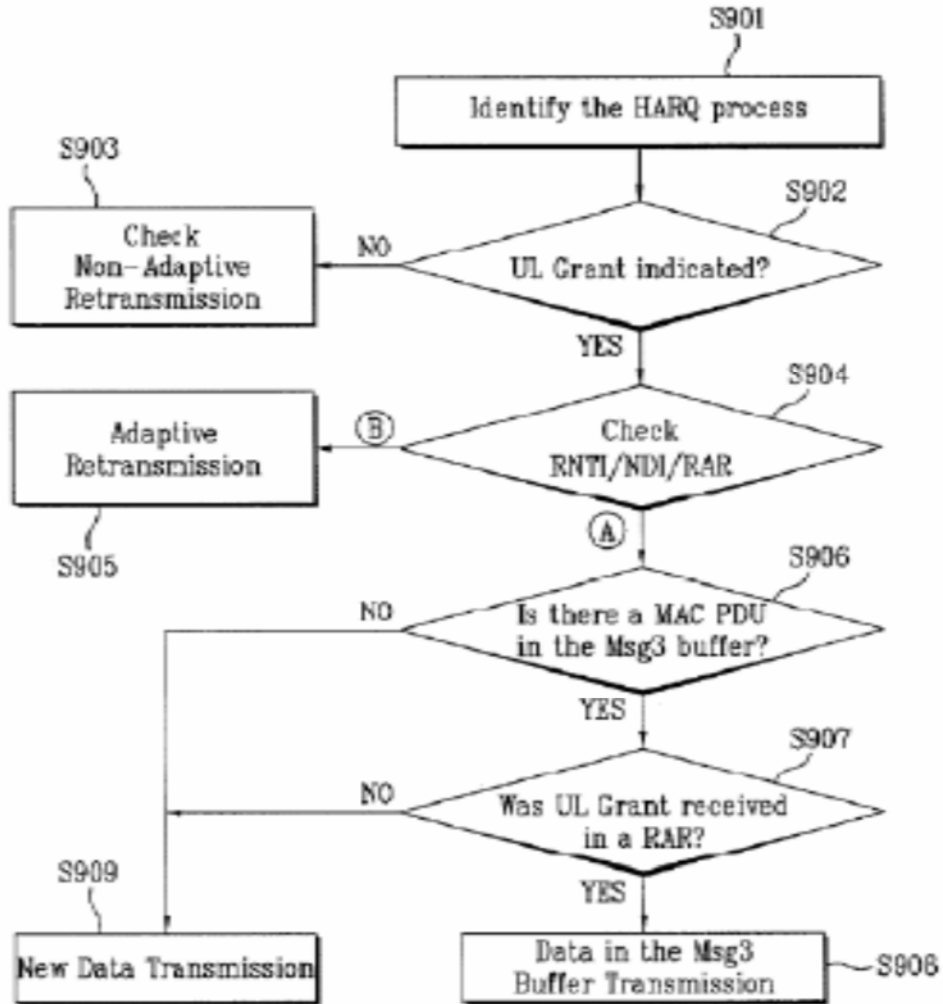 S901
Identify the HARQ process
S903
S902
Check
Non-Adaptive
Retransmission
NO
UL Grant indicated?
YES
S904
Adaptive
Retransmission
B
Check
RNTI/NDI/RAR
S905
A
S906
NO
Is there a MAC PDU
in the Msg3 buffer?
YES
S907
NO
Was UL Grant received
in a RAR?
S909
YES
New Data Transmission
Data in the Msg3
Buffer Transmission
S908